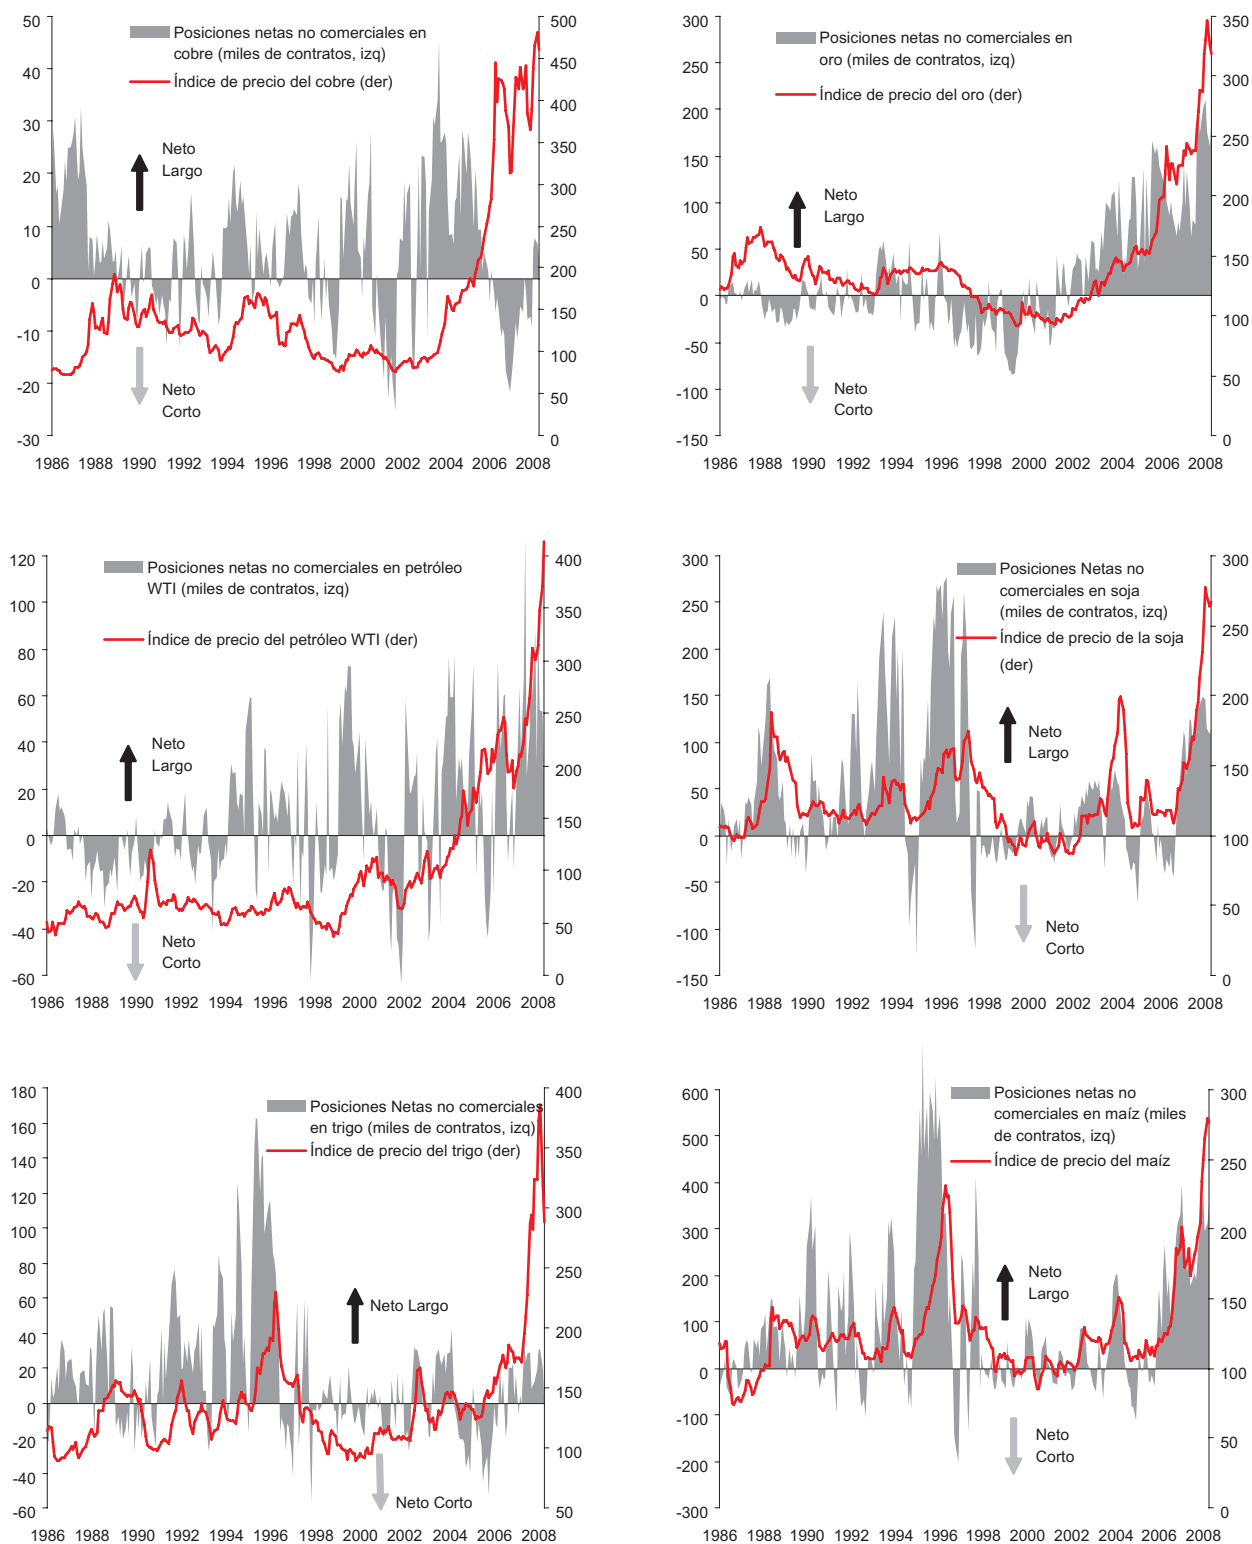 Posiciones netas no comerciales en
cobre (miles de contratos, izq)
Índice de precio del cobre (der)
Neto
Largo
Neto
Corto
50
40
30
20
10
0
-10
-20
-30
500
450
400
350
300
250
200
150
100
50
0
1986 1988 1990 1992 1994 1996 1998 2000 2002 2004 2006 2008
Posiciones netas no comerciales en
oro (miles de contratos, izq)
Índice de precio del oro (der)
Neto
Largo
Neto
Corto
300
250
200
150
100
50
0
-50
-100
-150
350
300
250
200
150
100
50
0
1986 1988 1990 1992 1994 1996 1998 2000 2002 2004 2006 2008
Posiciones netas no comerciales en petróleo
WTI (miles de contratos, izq)
Índice de precio del petróleo WTI (der)
Neto
Largo
Neto
Corto
120
100
80
60
40
20
0
-20
-40
-60
400
350
300
250
200
150
100
50
0
1986 1988 1990 1992 1994 1996 1998 2000 2002 2004 2006 2008
Posiciones Netas no
comerciales en soja
(miles de contratos, izq)
Índice de precio de la soja
(der)
Neto
Largo
Neto
Corto
300
250
200
150
100
50
0
-50
-100
-150
300
250
200
150
100
50
0
1986 1988 1990 1992 1994 1996 1998 2000 2002 2004 2006 2008
Posiciones Netas no comerciales
en trigo (miles de contratos, izq)
Índice de precio del trigo (der)
Neto Largo
Neto Corto
180
160
140
120
100
80
60
40
20
0
-20
-40
-60
400
350
300
250
200
150
100
50
1986 1988 1990 1992 1994 1996 1998 2000 2002 2004 2006 2008
Posiciones netas no
comerciales en maíz (miles
de contratos, izq)
Índice de precio del maíz
Neto
Largo
Neto
Corto
600
500
400
300
200
100
0
-100
-200
-300
300
250
200
150
100
50
0
1986 1988 1990 1992 1994 1996 1998 2000 2002 2004 2006 2008